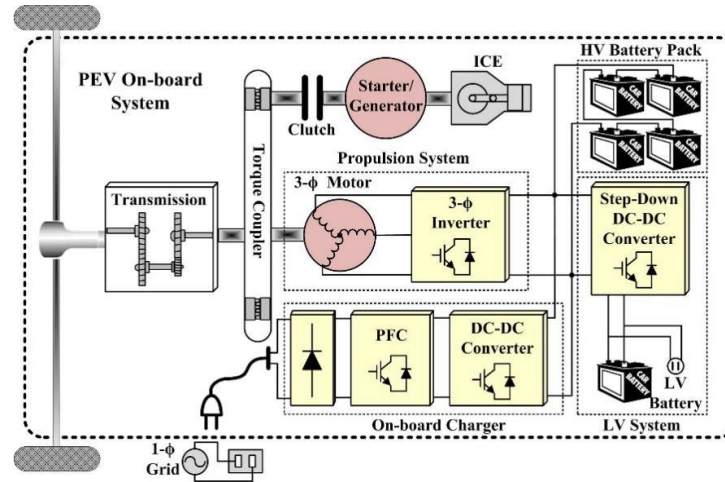 PEV On-board
System
Clutch
Starter/
Generator
ICE
HV Battery Pack
CAR
BATTERY
CAR
BATTERY
CAR
BATTERY
CAR
BATTERY
Torque Coupler
Transmission
Propulsion System
3-ϕ Motor
3-ϕ
Inverter
Step-Down
DC-DC
Converter
PFC
DC-DC
Converter
On-board Charger
CAR
BATTERY
LV
Battery
LV System
1-ϕ
Grid